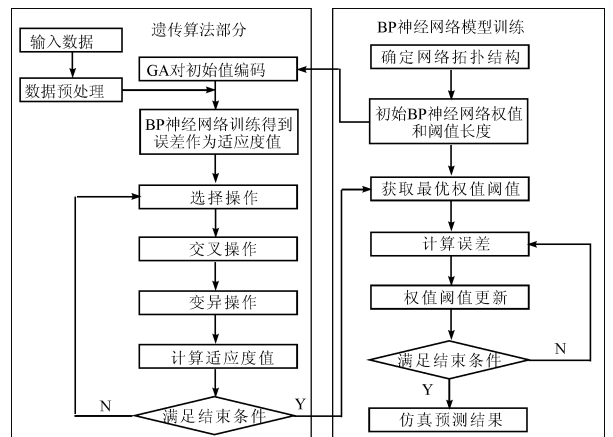 遗传算法部分
输入数据
数据预处理
GA对初始值编码
BP神经网络训练得到
误差作为适应度值
选择操作
交叉操作
变异操作
计算适应度值
满足结束条件
N
Y
BP神经网络模型训练
确定网络拓扑结构
初始BP神经网络权值
和阈值长度
获取最优权值阈值
计算误差
权值阈值更新
满足结束条件
N
Y
仿真预测结果